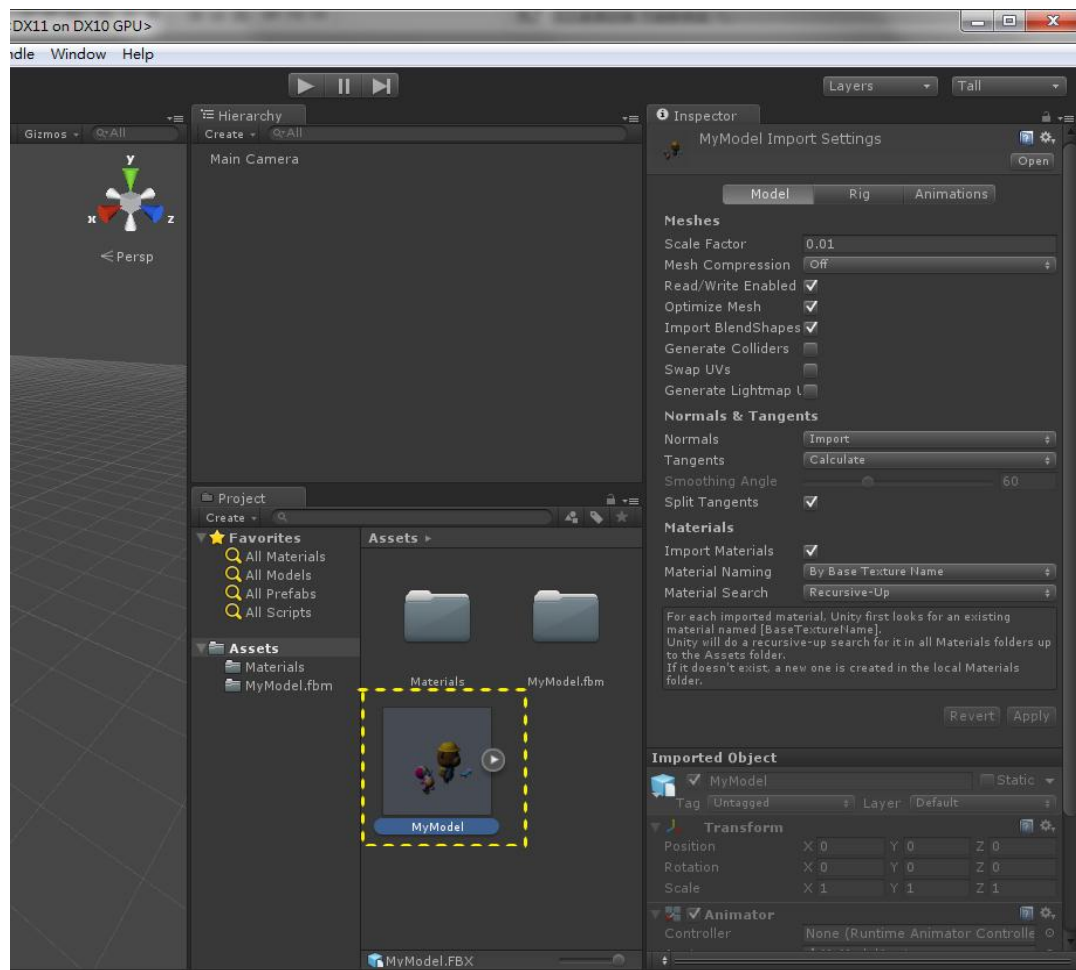 DX11 on DX10 GPU>
ndle Window Help
Layers Tall
Gizmos All
Hierarchy
Create All
Main Camera
y
x z
Persp
Project
Create
Favorites
All Materials
All Models
All Prefabs
All Scripts
Assets
Materials
MyModel.fbm
Assets
Materials MyModel.fbm
MyModel
MyModel.FBX
Inspector
MyModel Import Settings
Open
Model Rig Animations
Meshes
Scale Factor 0.01
Mesh Compression Off
Read/Write Enabled
Optimize Mesh
Import BlendShapes
Generate Colliders
Swap UVs
Generate Lightmap U
Normals & Tangents
Normals Import
Tangents Calculate
Smoothing Angle 60
Split Tangents
Materials
Import Materials
Material Naming By Base Texture Name
Material Search Recursive-Up
For each imported material, Unity first looks for an existing
material named [BaseTextureName].
Unity will do a recursive-up search for it in all Materials folders up
to the Assets folder.
If it doesn't exist, a new one is created in the local Materials
folder.
Revert Apply
Imported Object
MyModel Static
Tag Untagged Layer Default
Transform
Position X 0 Y 0 Z 0
Rotation X 0 Y 0 Z 0
Scale X 1 Y 1 Z 1
Animator
Controller None (Runtime Animator Controlle